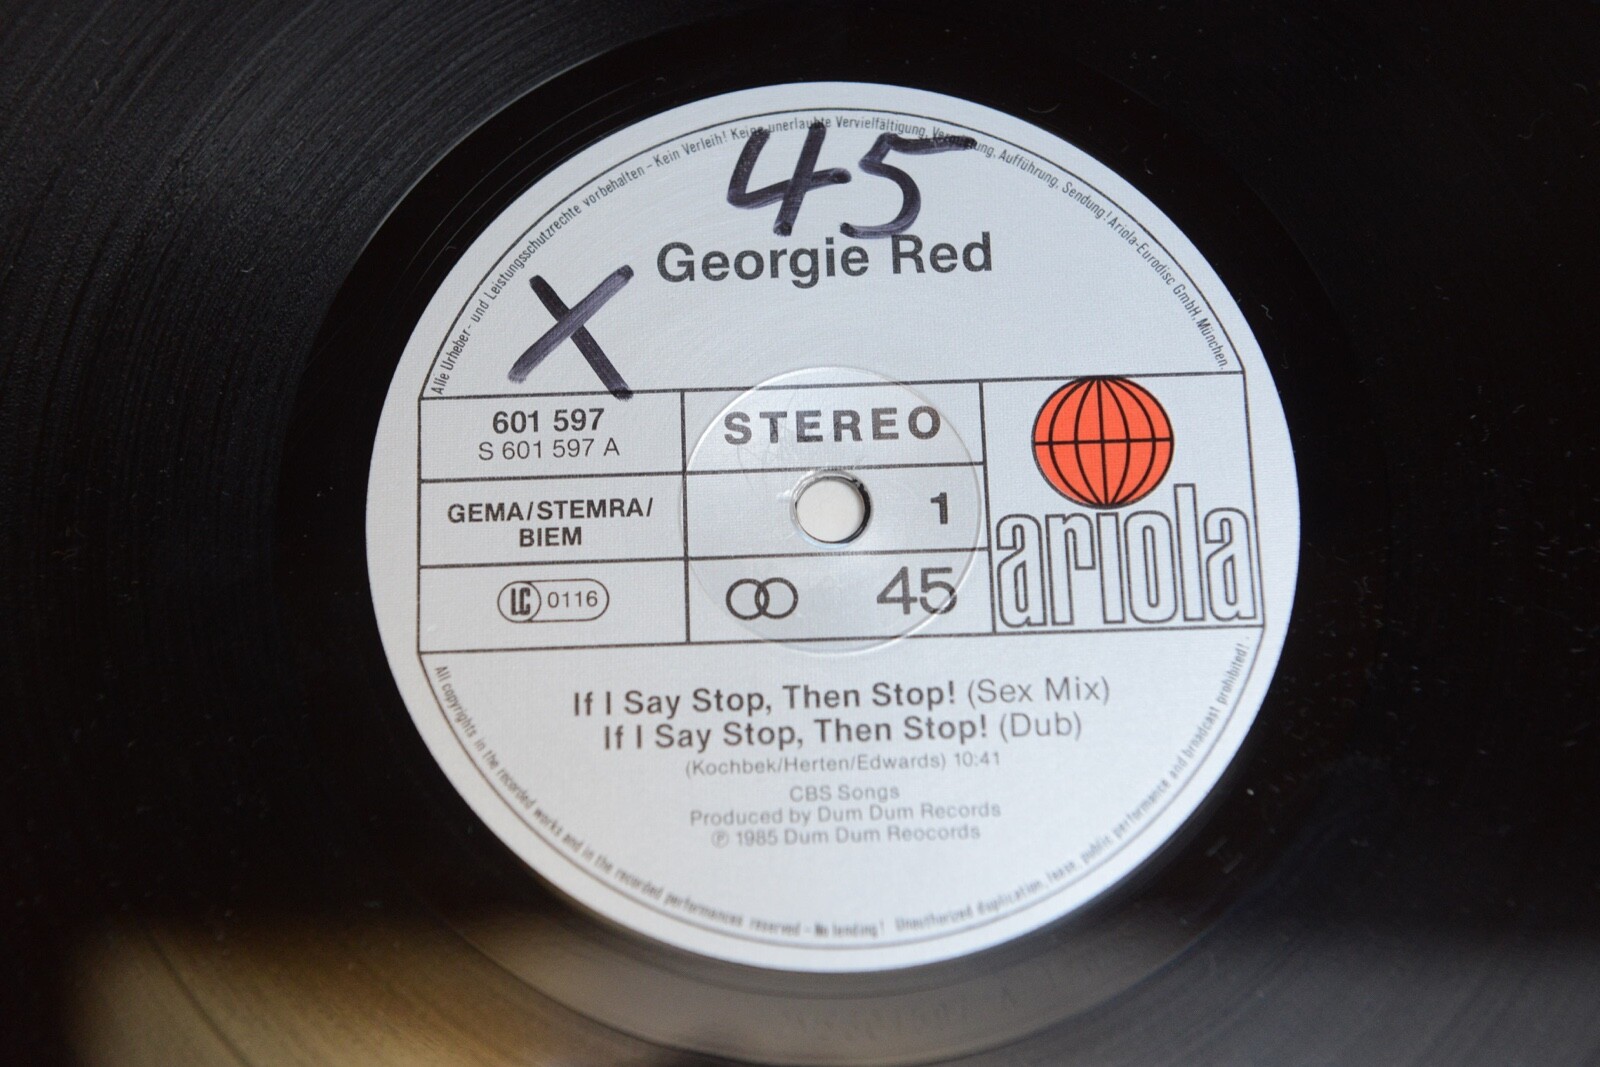 Alle Urheber- und Leistungsschutzrechte vorbehalten – Kein Verleih! Keine unerlaubte Vervielfältigung, Vermietung, Aufführung, Sendung! Ariola-Eurodisc GmbH, München.
45
Georgie Red
X
601 597
S 601 597 A
STEREO
GEMA/STEMRA/
BIEM
1
LC 0116
45
ariola
If I Say Stop, Then Stop! (Sex Mix)
If I Say Stop, Then Stop! (Dub)
(Kochbek/Herten/Edwards) 10:41
CBS Songs
Produced by Dum Dum Records
℗ 1985 Dum Dum Reocords
All copyrights in the recorded works and in the recorded performances reserved – No lending! Unauthorized duplication, lease, public performance and broadcast prohibited!